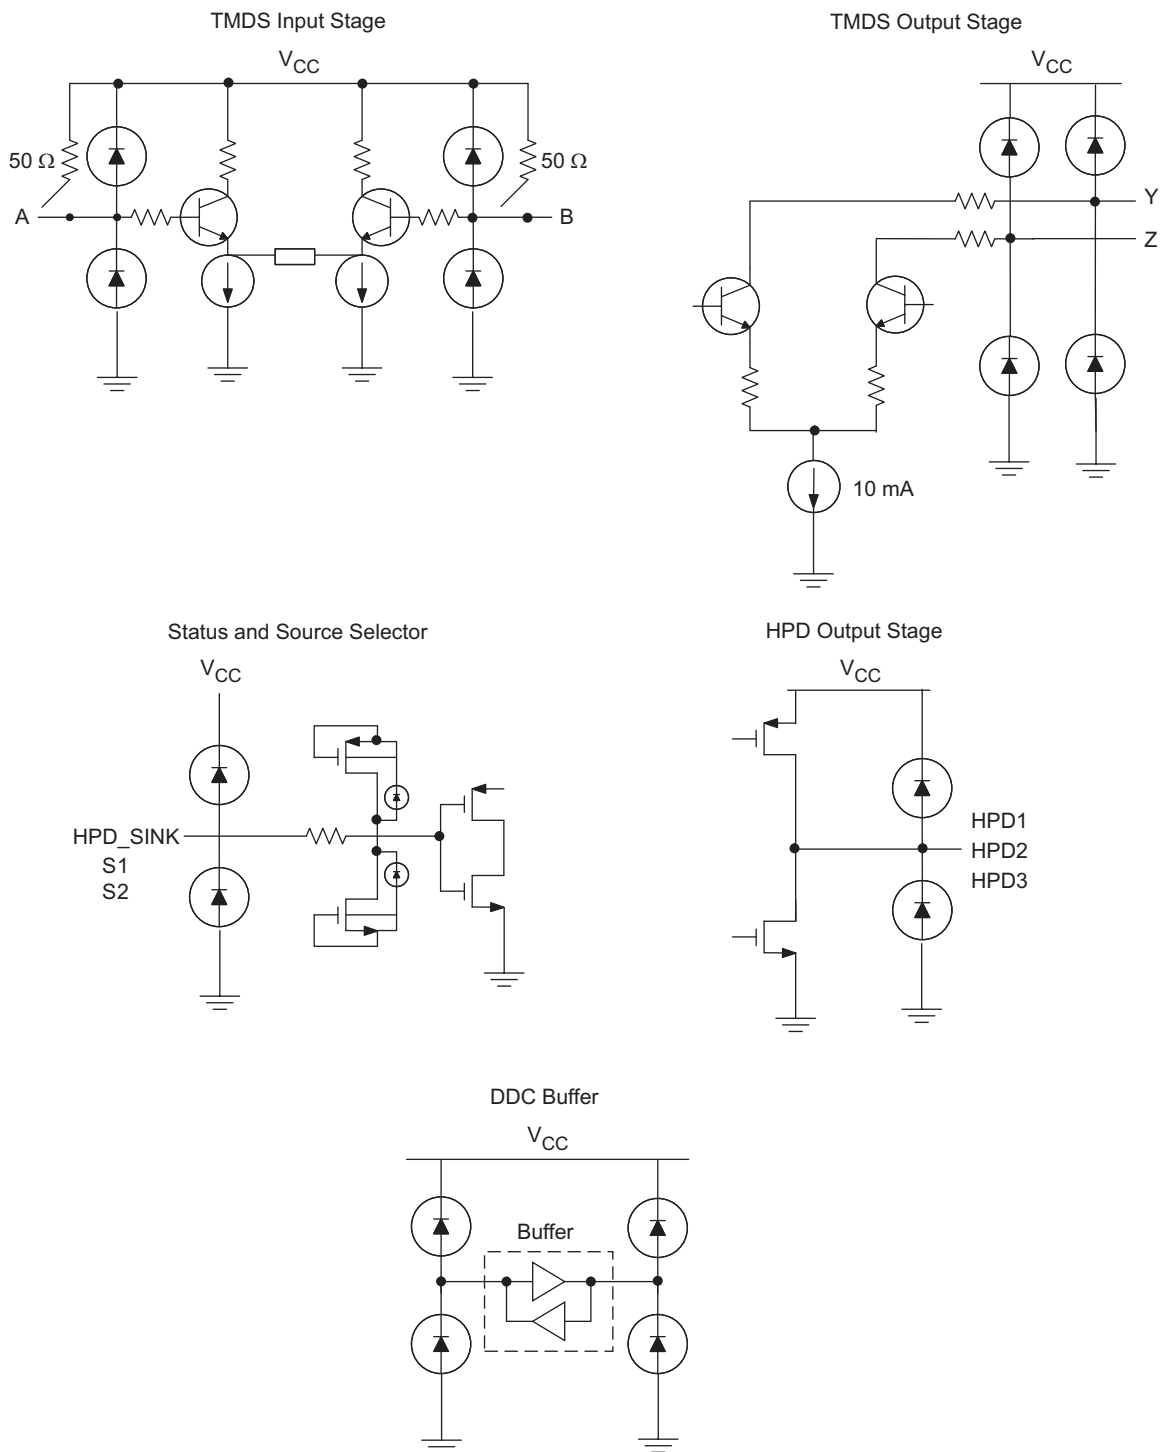 TMDS Input Stage
V_CC
50 Ω
50 Ω
A
B
TMDS Output Stage
V_CC
Y
Z
10 mA
Status and Source Selector
V_CC
HPD_SINK
S1
S2
HPD Output Stage
V_CC
HPD1
HPD2
HPD3
DDC Buffer
V_CC
Buffer